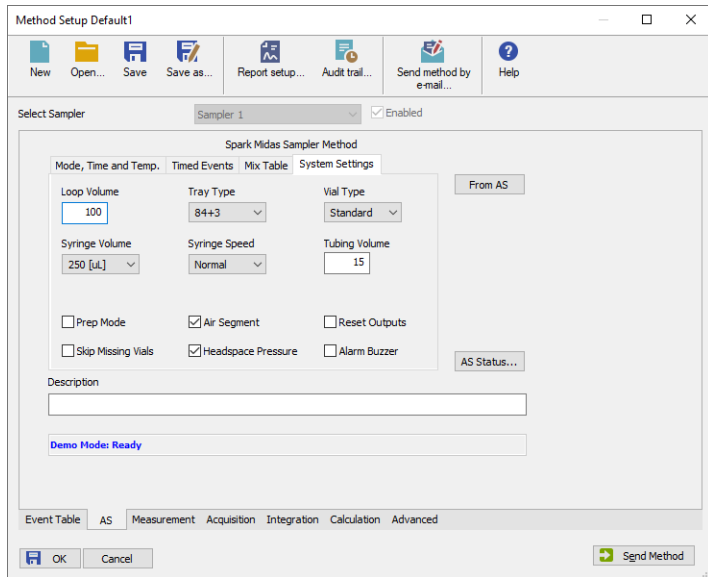 Method Setup Default1
New Open... Save Save as... Report setup... Audit trail... Send method by e-mail... Help
Select Sampler Sampler 1 Enabled
Spark Midas Sampler Method
Mode, Time and Temp. Timed Events Mix Table System Settings
From AS
Loop Volume Tray Type Vial Type
100 84+3 Standard
Syringe Volume Syringe Speed Tubing Volume
250 [uL] Normal 15
Prep Mode Air Segment Reset Outputs
Skip Missing Vials Headspace Pressure Alarm Buzzer
AS Status...
Description
Demo Mode: Ready
Event Table AS Measurement Acquisition Integration Calculation Advanced
OK Cancel Send Method